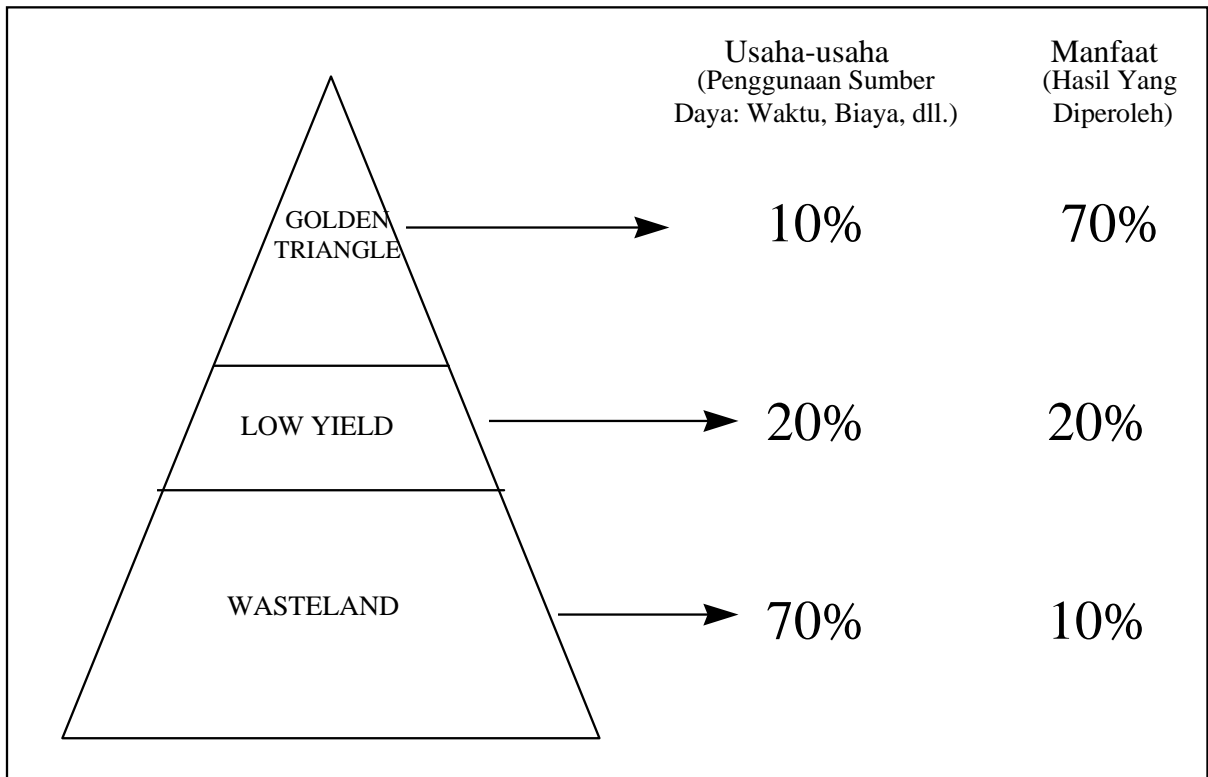 Usaha-usaha
(Penggunaan Sumber
Daya: Waktu, Biaya, dll.)
Manfaat
(Hasil Yang
Diperoleh)
GOLDEN
TRIANGLE
10%
70%
LOW YIELD
20%
20%
WASTELAND
70%
10%